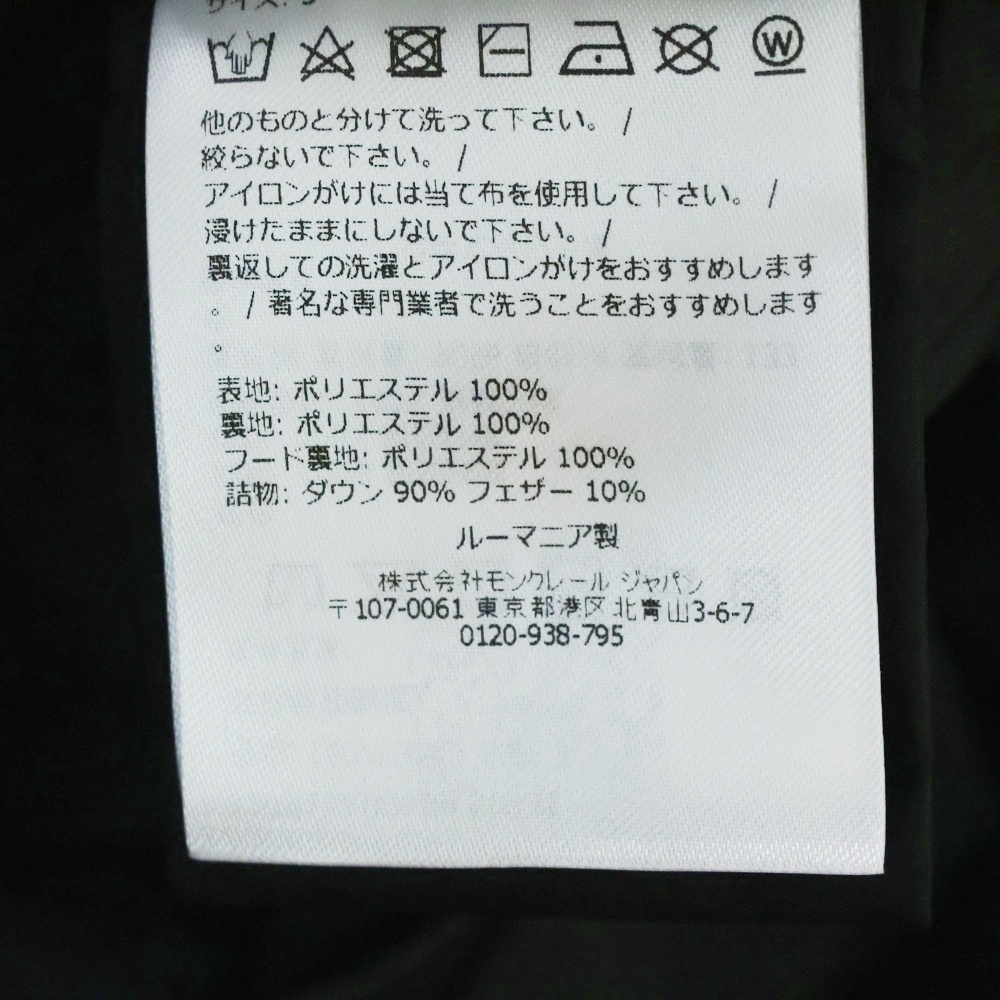 他のものと分けて洗って下さい。 /
絞らないで下さい。 /
アイロンがけには当て布を使用して下さい。 /
浸けたままにしないで下さい。 /
裏返しての洗濯とアイロンがけをおすすめします
。 / 著名な専門業者で洗うことをおすすめします
。
表地: ポリエステル 100%
裏地: ポリエステル 100%
フード裏地: ポリエステル 100%
詰物: ダウン 90% フェザー 10%
ルーマニア製
株式会社モンクレール ジャパン
〒107-0061 東京都港区北青山3-6-7
0120-938-795